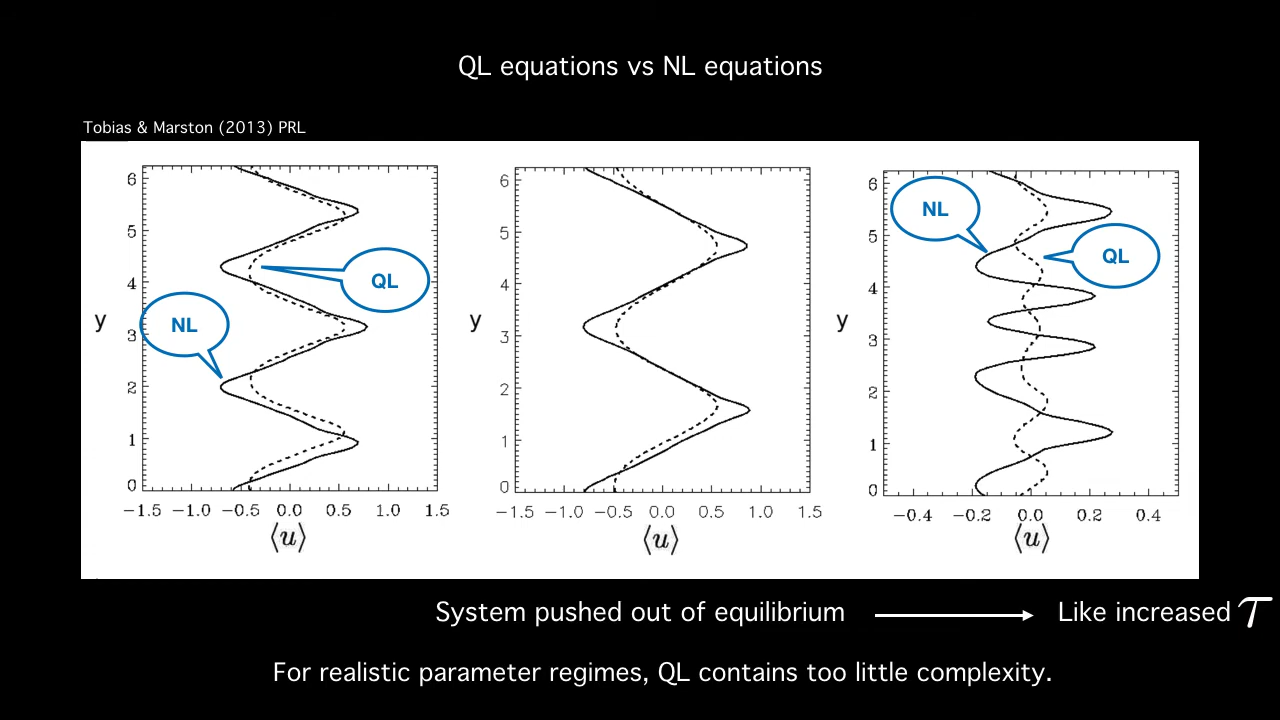 QL equations vs NL equations
Tobias & Marston (2013) PRL
6
5
4
3
2
1
0
y
NL
QL
−1.5 −1.0 −0.5 0.0 0.5 1.0 1.5
⟨u⟩
6
5
4
3
2
1
0
y
−1.5 −1.0 −0.5 0.0 0.5 1.0 1.5
⟨u⟩
6
5
4
3
2
1
0
y
NL
QL
−0.4 −0.2 0.0 0.2 0.4
⟨u⟩
System pushed out of equilibrium ⟶ Like increased τ
For realistic parameter regimes, QL contains too little complexity.